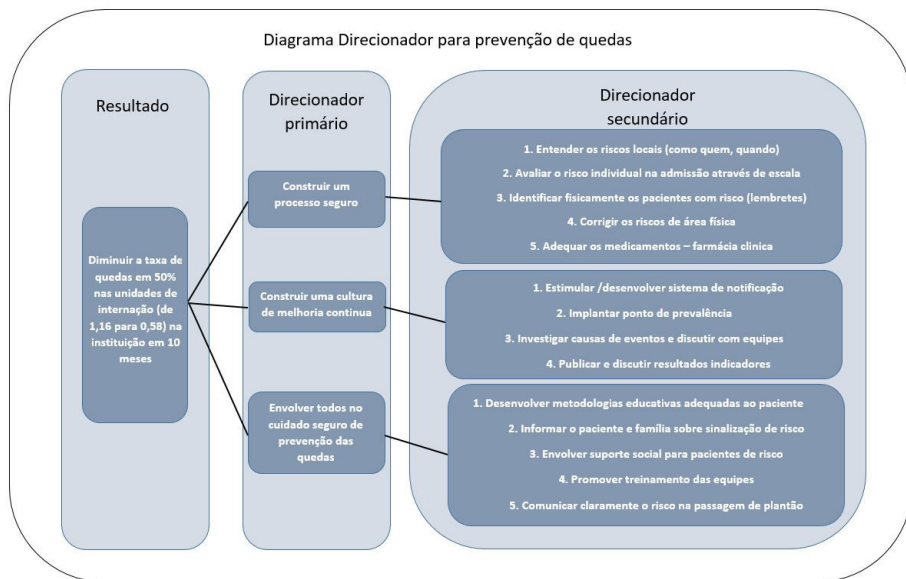 Diagrama Direcionador para prevenção de quedas
Resultado
Diminuir a taxa de
quedas em 50%
nas unidades de
internação (de
1,16 para 0,58) na
instituição em 10
meses
Direcionador
primário
Construir um
processo seguro
Construir uma cultura
de melhoria continua
Envolver todos no
cuidado seguro de
prevenção das
quedas
Direcionador
secundário
1. Entender os riscos locais (como quem, quando)
2. Avaliar o risco individual na admissão através de escala
3. Identificar fisicamente os pacientes com risco (lembretes)
4. Corrigir os riscos de área física
5. Adequar os medicamentos – farmácia clinica
1. Estimular /desenvolver sistema de notificação
2. Implantar ponto de prevalência
3. Investigar causas de eventos e discutir com equipes
4. Publicar e discutir resultados indicadores
1. Desenvolver metodologias educativas adequadas ao paciente
2. Informar o paciente e família sobre sinalização de risco
3. Envolver suporte social para pacientes de risco
4. Promover treinamento das equipes
5. Comunicar claramente o risco na passagem de plantão